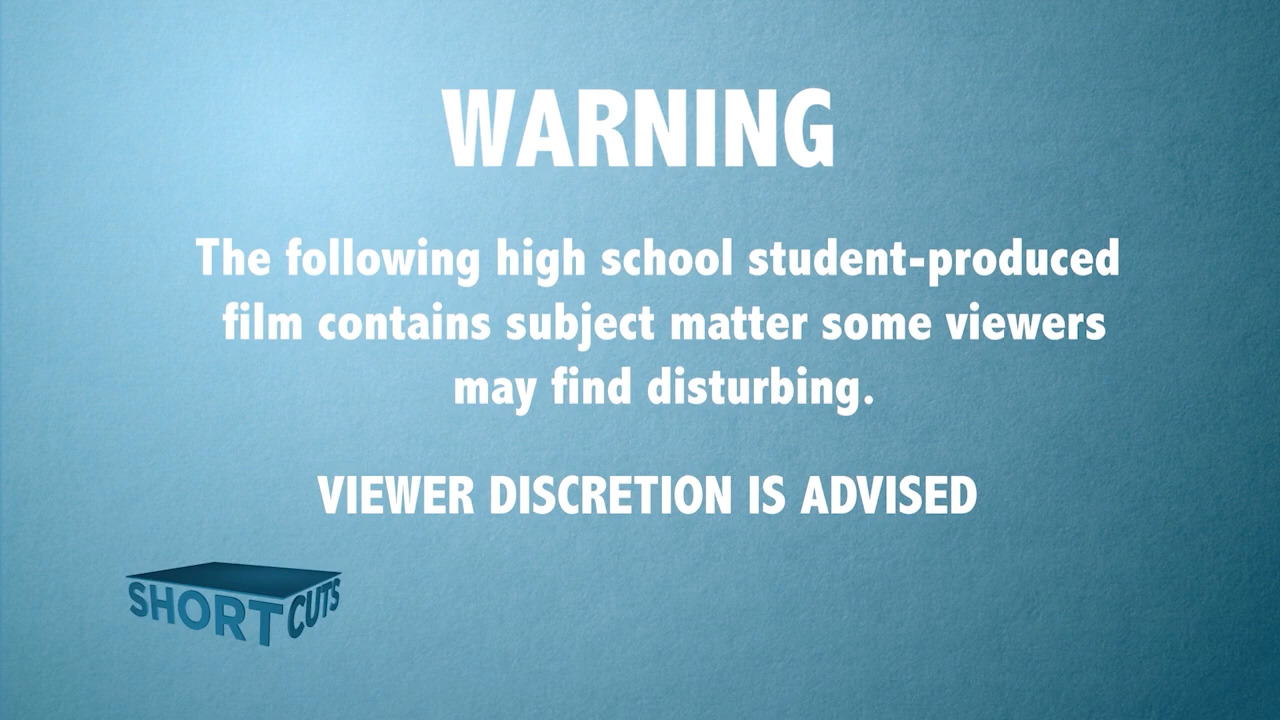 WARNING
The following high school student-produced
film contains subject matter some viewers
may find disturbing.
VIEWER DISCRETION IS ADVISED
SHORT CUTS